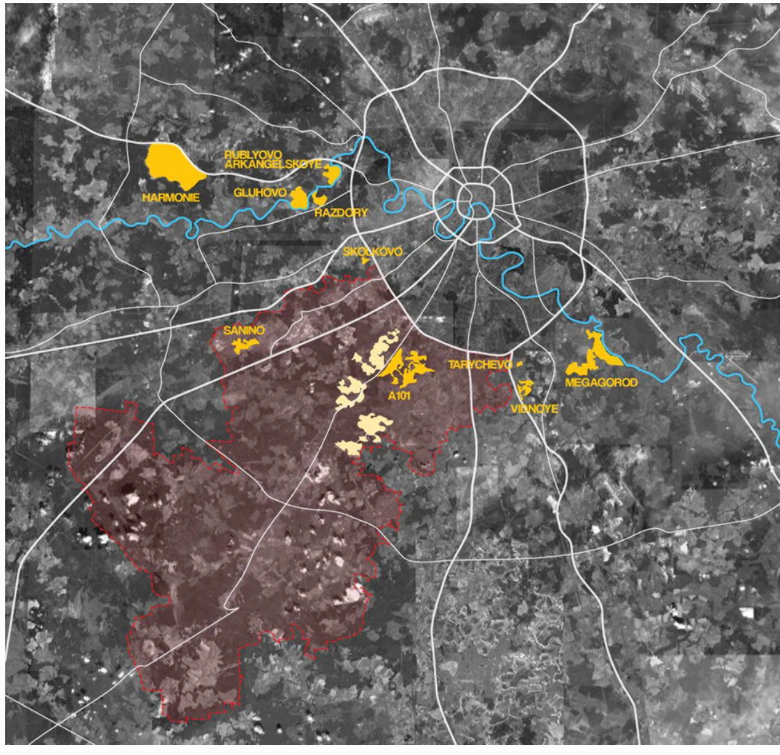 RUBLYOVO
ARKANGELSKOYE
HARMONIE
GLUHOVO
RAZDORY
SKOLKOVO
SANINO
A101
TARYCHEVO
VIDNOYE
MEGAGOROD